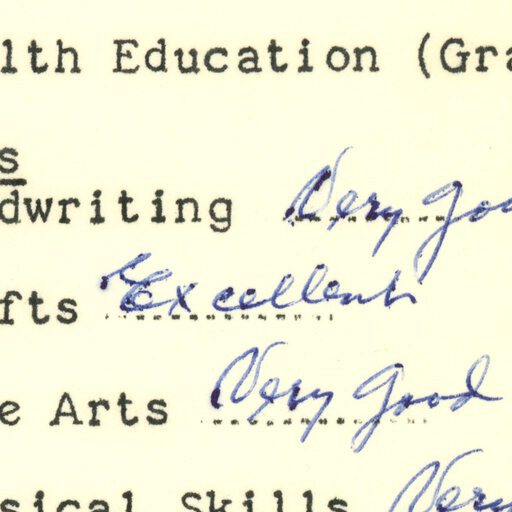 lth Education (Gra
s
dwriting Very goo
fts Excellent
e Arts Very Good
sical Skills Very